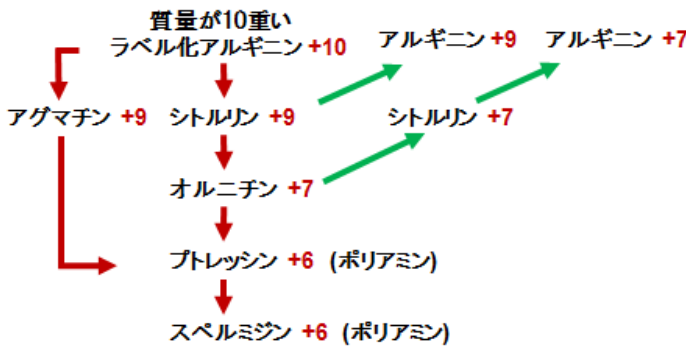 質量が10重い
ラベル化アルギニン +10
アルギニン +9
アルギニン +7
アグマチン +9
シトルリン +9
シトルリン +7
オルニチン +7
プトレッシン +6 (ポリアミン)
スペルミジン +6 (ポリアミン)